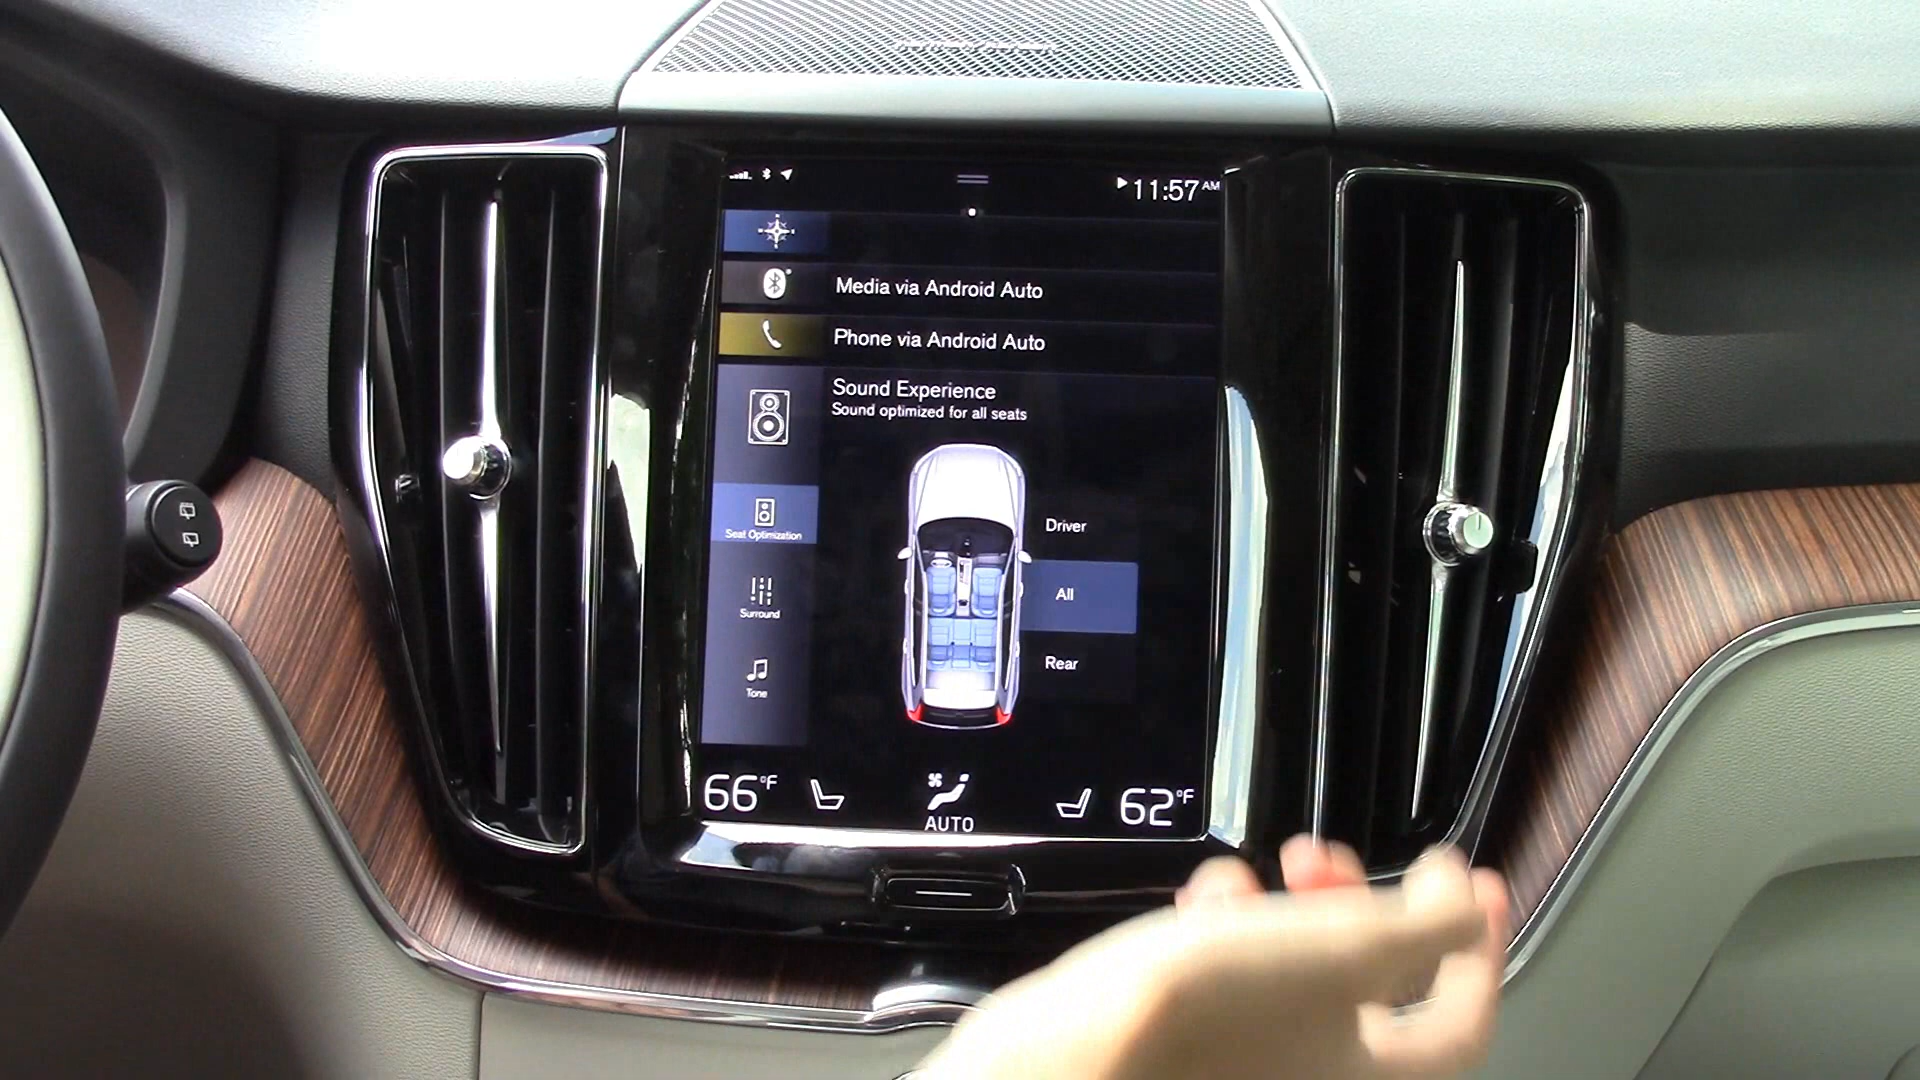 11:57 AM
Media via Android Auto
Phone via Android Auto
Sound Experience
Sound optimized for all seats
Driver
Seat Optimization
All
Surround
Rear
Tone
66°F
62°F
AUTO